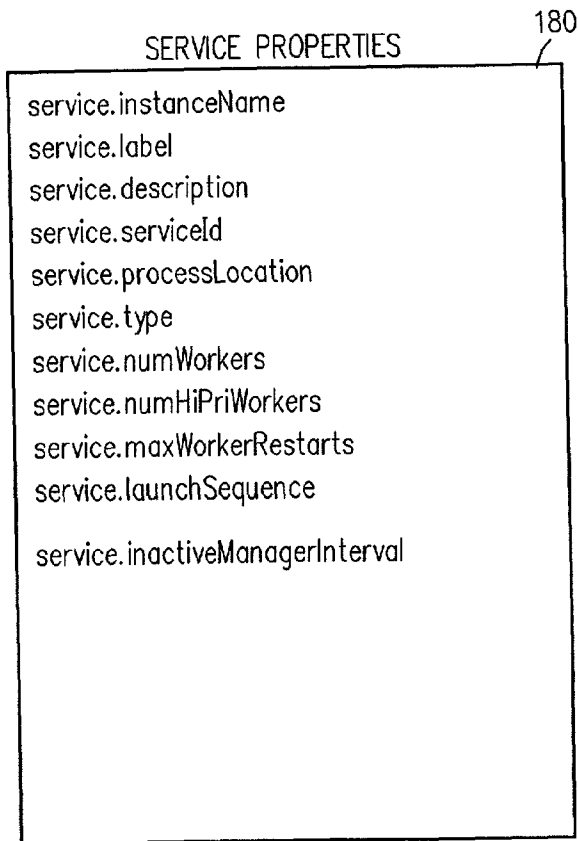 180
SERVICE PROPERTIES
service.instanceName
service.label
service.description
service.serviceId
service.processLocation
service.type
service.numWorkers
service.numHiPriWorkers
service.maxWorkerRestarts
service.launchSequence
service.inactiveManagerInterval